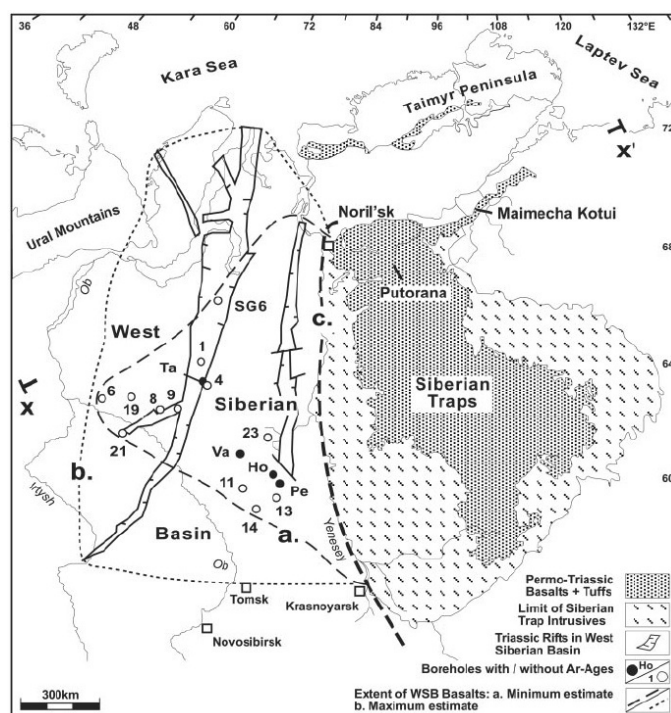 36 48 60 72 84 96 108 120 132°E
Kara Sea
Laptev Sea
Taimyr Peninsula
72
X'
Ural Mountains
Noril'sk
Maimecha Kotui
68
Putorana
SG6
c.
West
b
1
Ta
4
64
X
6
19
8
9
Siberian
Siberian
Traps
21
23
Va
Ho
Pe
60
b.
11
13
14
a.
Irtysh
Yenesey
Basin
b
Tomsk
Krasnoyarsk
Novosibirsk
Permo-Triassic
Basalts + Tuffs
Limit of Siberian
Trap Intrusives
Triassic Rifts in West
Siberian Basin
Boreholes with / without Ar-Ages
Ho
1
Extent of WSB Basalts: a. Minimum estimate
b. Maximum estimate
300km